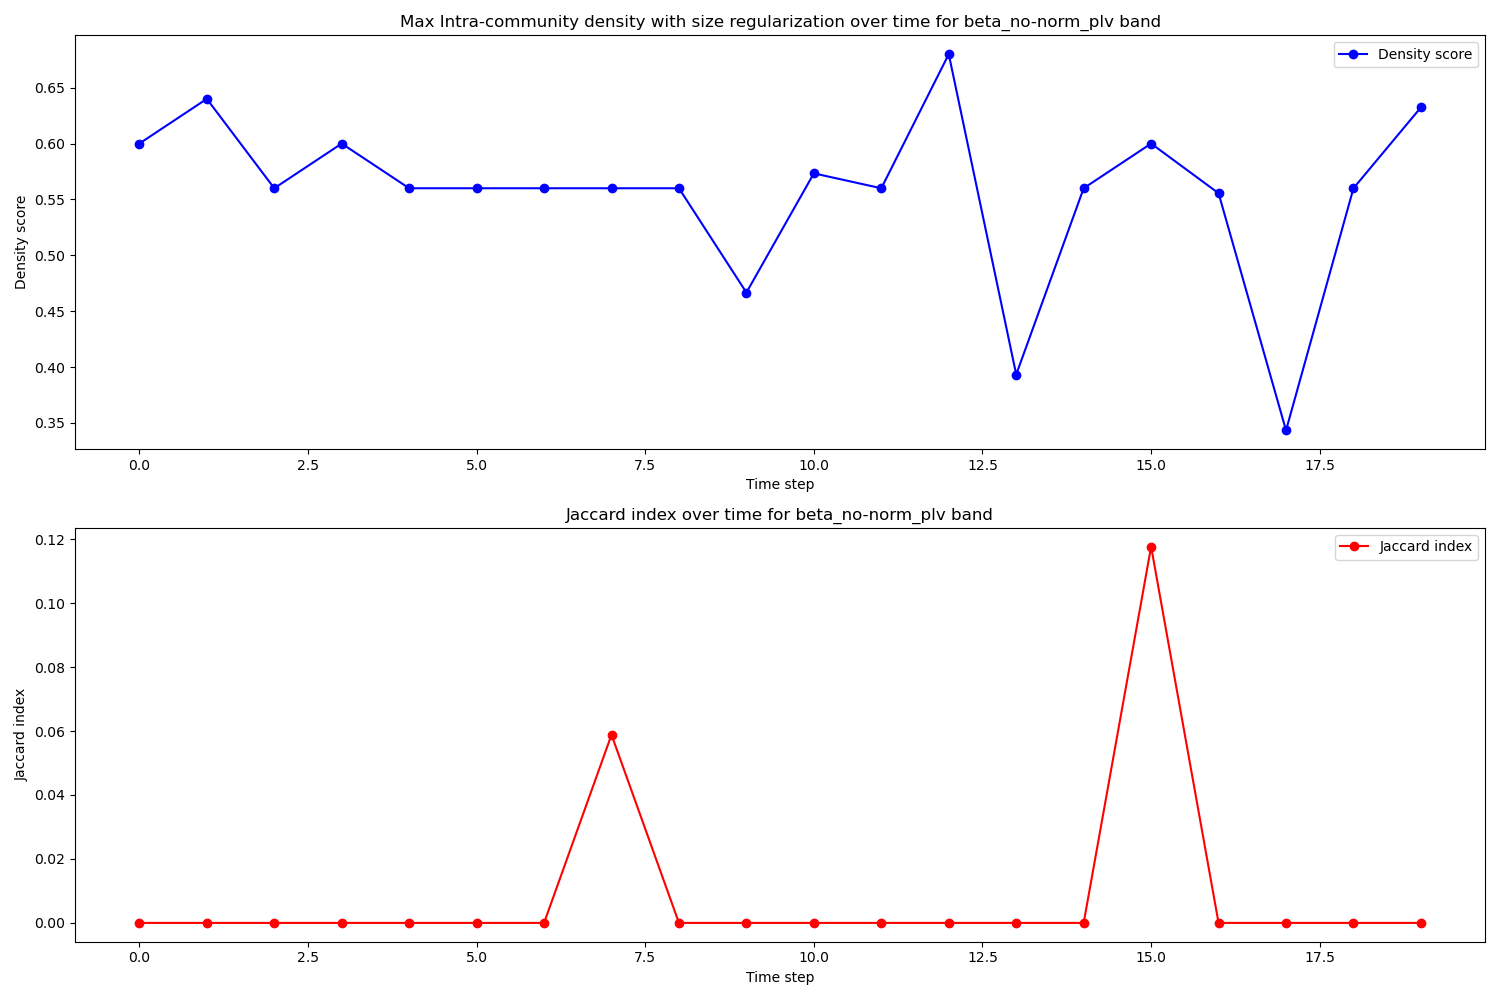 Max Intra-community density with size regularization over time for beta_no-norm_plv band
Density score
0.65
0.60
0.55
0.50
0.45
0.40
0.35
Density score
0.0 2.5 5.0 7.5 10.0 12.5 15.0 17.5
Time step
Jaccard index over time for beta_no-norm_plv band
Jaccard index
0.12
0.10
0.08
0.06
0.04
0.02
0.00
Jaccard index
0.0 2.5 5.0 7.5 10.0 12.5 15.0 17.5
Time step